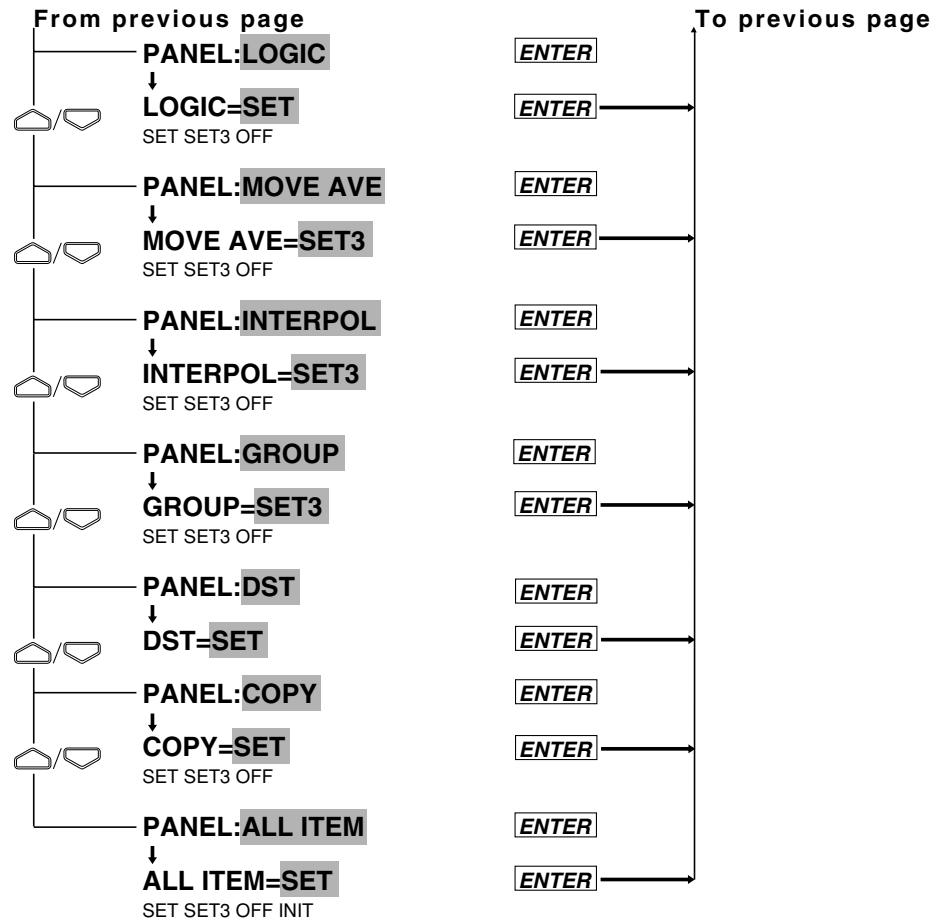 From previous page To previous page
PANEL:LOGIC ENTER
LOGIC=SET ENTER
SET SET3 OFF
PANEL:MOVE AVE ENTER
MOVE AVE=SET3 ENTER
SET SET3 OFF
PANEL:INTERPOL ENTER
INTERPOL=SET3 ENTER
SET SET3 OFF
PANEL:GROUP ENTER
GROUP=SET3 ENTER
SET SET3 OFF
PANEL:DST ENTER
DST=SET ENTER
PANEL:COPY ENTER
COPY=SET ENTER
SET SET3 OFF
PANEL:ALL ITEM ENTER
ALL ITEM=SET ENTER
SET SET3 OFF INIT